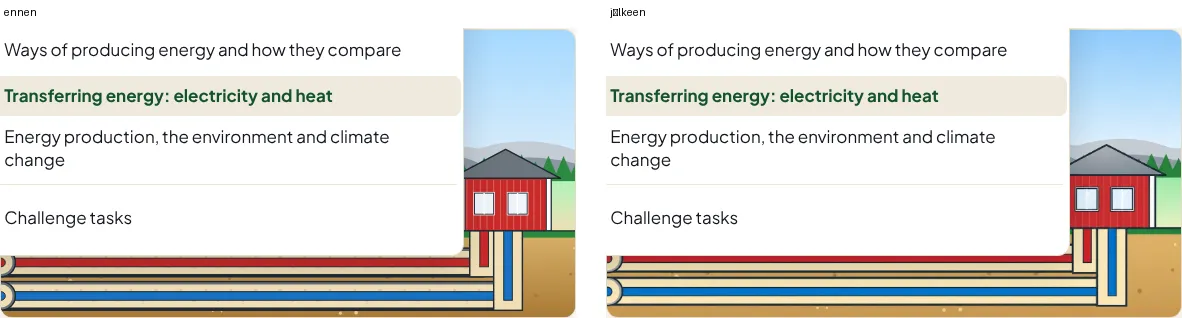 ennen
Ways of producing energy and how they compare
Transferring energy: electricity and heat
Energy production, the environment and climate
change
Challenge tasks
jälkeen
Ways of producing energy and how they compare
Transferring energy: electricity and heat
Energy production, the environment and climate
change
Challenge tasks